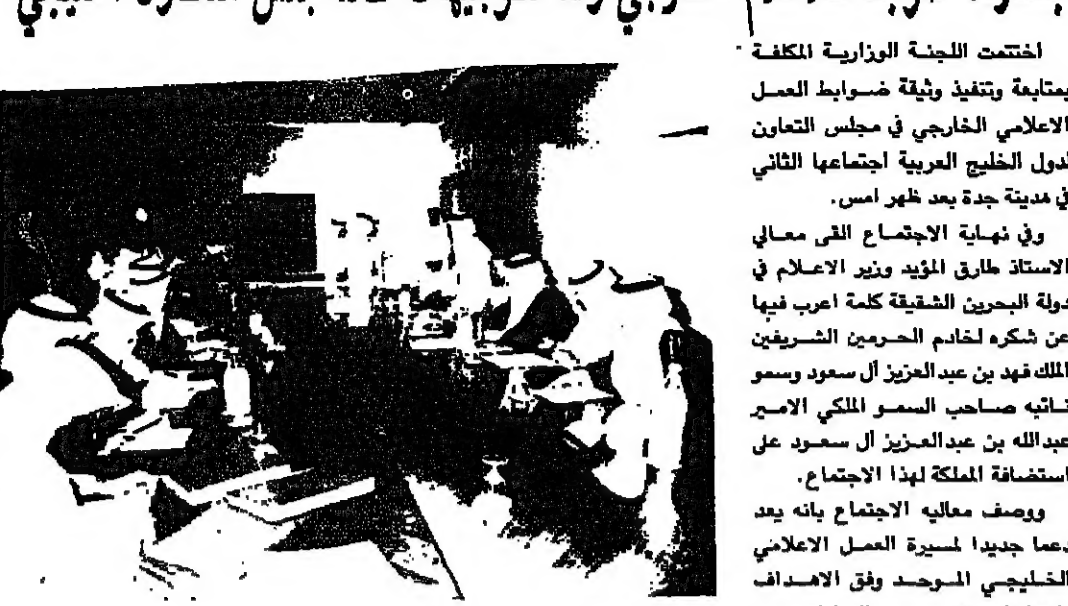 اختتمت اللجنة الوزارية المكلفة
بمتابعة وتنفيذ وثيقة ضوابط العمل
الاعلامي الخارجي في مجلس التعاون
لدول الخليج العربية اجتماعها الثاني
في مدينة جدة بعد ظهر امس.
وفي نهاية الاجتماع القى معالي
الاستاذ طارق المؤيد وزير الاعلام في
دولة البحرين الشقيقة كلمة اعرب فيها
عن شكره لخادم الحرمين الشريفين
الملك فهد بن عبدالعزيز آل سعود وسمو
نائبه صاحب السمو الملكي الامير
عبدالله بن عبدالعزيز آل سعود على
استضافة المملكة لهذا الاجتماع.
ووصف معاليه الاجتماع بانه يعد
دعما جديدا لمسيرة العمل الاعلامي
الخليجي الموحد وفق الاهداف